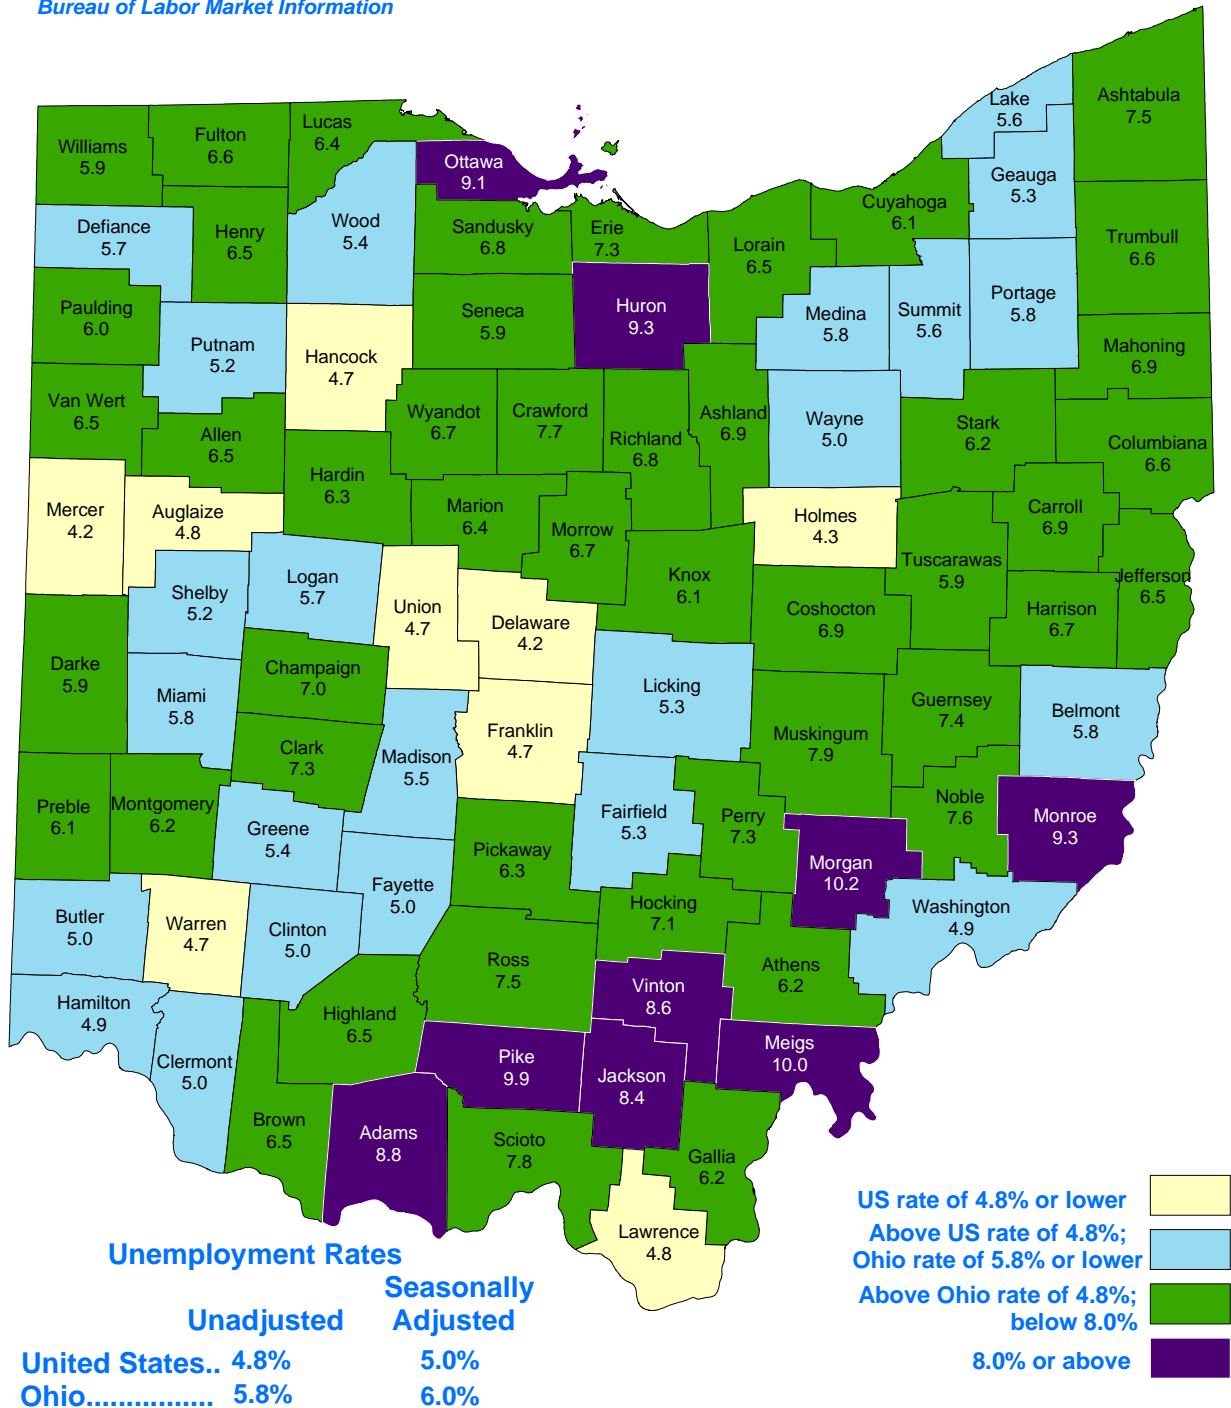 Bureau of Labor Market Information
Lake
5.6
Ashtabula
7.5
Williams
5.9
Fulton
6.6
Lucas
6.4
Ottawa
9.1
Geauga
5.3
Cuyahoga
6.1
Defiance
5.7
Henry
6.5
Wood
5.4
Sandusky
6.8
Erie
7.3
Lorain
6.5
Trumbull
6.6
Paulding
6.0
Putnam
5.2
Hancock
4.7
Seneca
5.9
Huron
9.3
Medina
5.8
Summit
5.6
Portage
5.8
Mahoning
6.9
Van Wert
6.5
Allen
6.5
Wyandot
6.7
Crawford
7.7
Richland
6.8
Ashland
6.9
Wayne
5.0
Stark
6.2
Columbiana
6.6
Hardin
6.3
Mercer
4.2
Auglaize
4.8
Marion
6.4
Morrow
6.7
Holmes
4.3
Carroll
6.9
Tuscarawas
5.9
Jefferson
6.5
Shelby
5.2
Logan
5.7
Union
4.7
Delaware
4.2
Knox
6.1
Coshocton
6.9
Harrison
6.7
Darke
5.9
Miami
5.8
Champaign
7.0
Licking
5.3
Guernsey
7.4
Belmont
5.8
Clark
7.3
Madison
5.5
Franklin
4.7
Muskingum
7.9
Preble
6.1
Montgomery
6.2
Greene
5.4
Fairfield
5.3
Perry
7.3
Noble
7.6
Monroe
9.3
Pickaway
6.3
Morgan
10.2
Fayette
5.0
Hocking
7.1
Washington
4.9
Butler
5.0
Warren
4.7
Clinton
5.0
Ross
7.5
Athens
6.2
Vinton
8.6
Hamilton
4.9
Highland
6.5
Clermont
5.0
Pike
9.9
Jackson
8.4
Meigs
10.0
Brown
6.5
Adams
8.8
Scioto
7.8
Gallia
6.2
Lawrence
4.8
US rate of 4.8% or lower
Above US rate of 4.8%;
Ohio rate of 5.8% or lower
Above Ohio rate of 4.8%;
below 8.0%
8.0% or above
Unemployment Rates
Seasonally
Unadjusted Adjusted
United States.. 4.8% 5.0%
Ohio................ 5.8% 6.0%